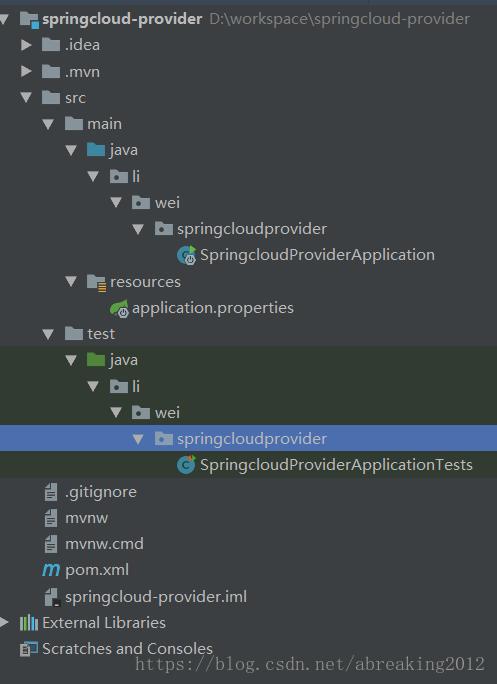 springcloud-provider D:\workspace\springcloud-provider
.idea
.mvn
src
main
java
li
wei
springcloudprovider
SpringcloudProviderApplication
resources
application.properties
test
java
li
wei
springcloudprovider
SpringcloudProviderApplicationTests
.gitignore
mvnw
mvnw.cmd
pom.xml
springcloud-provider.iml
External Libraries
Scratches and Consoles
https://blog.csdn.net/abreaking2012